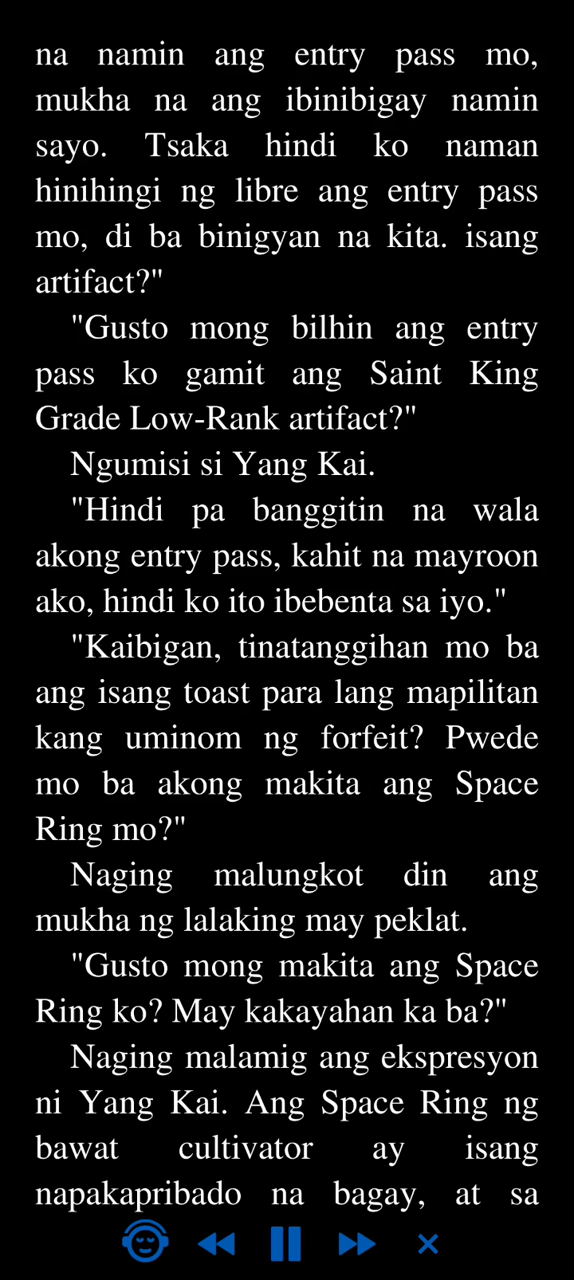 na namin ang entry pass mo,
mukha na ang ibinibigay namin
sayo. Tsaka hindi ko naman
hinihingi ng libre ang entry pass
mo, di ba binigyan na kita. isang
artifact?"
"Gusto mong bilhin ang entry
pass ko gamit ang Saint King
Grade Low-Rank artifact?"
Ngumisi si Yang Kai.
"Hindi pa banggitin na wala
akong entry pass, kahit na mayroon
ako, hindi ko ito ibebenta sa iyo."
"Kaibigan, tinatanggihan mo ba
ang isang toast para lang mapilitan
kang uminom ng forfeit? Pwede
mo ba akong makita ang Space
Ring mo?"
Naging malungkot din ang
mukha ng lalaking may peklat.
"Gusto mong makita ang Space
Ring ko? May kakayahan ka ba?"
Naging malamig ang ekspresyon
ni Yang Kai. Ang Space Ring ng
bawat cultivator ay isang
napakapribado na bagay, at sa